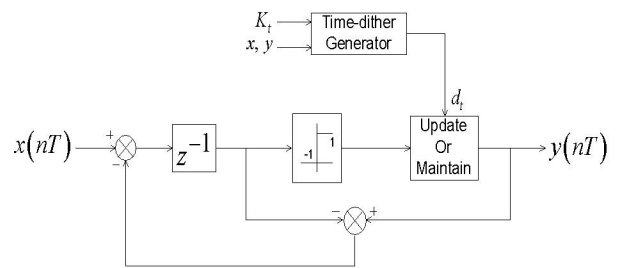 K_t
x, y
Time-dither
Generator
d_t
x(nT)
+
−
z^{-1}
1
-1
Update
Or
Maintain
y(nT)
−
+